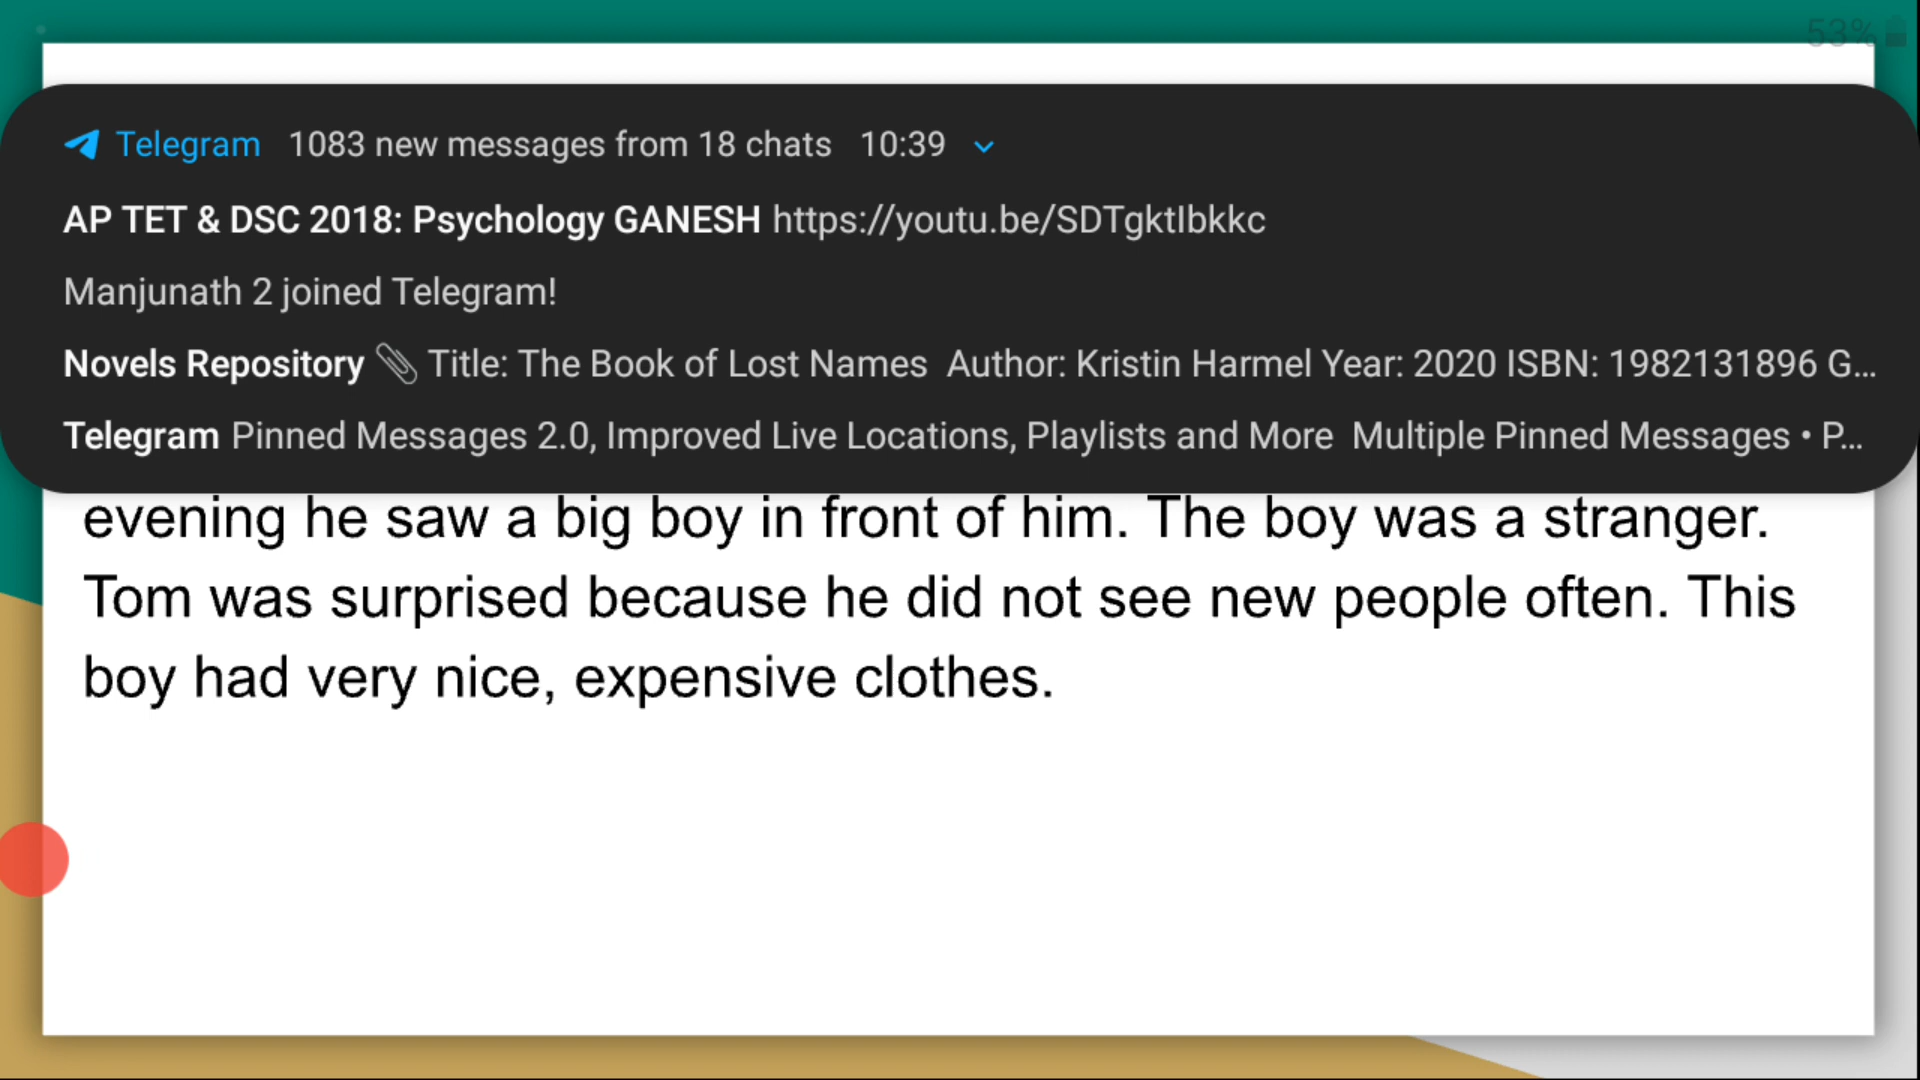 53%
Telegram 1083 new messages from 18 chats 10:39
AP TET & DSC 2018: Psychology GANESH https://youtu.be/SDTgktIbkkc
Manjunath 2 joined Telegram!
Novels Repository 📎 Title: The Book of Lost Names Author: Kristin Harmel Year: 2020 ISBN: 1982131896 G...
Telegram Pinned Messages 2.0, Improved Live Locations, Playlists and More Multiple Pinned Messages • P...
evening he saw a big boy in front of him. The boy was a stranger.
Tom was surprised because he did not see new people often. This
boy had very nice, expensive clothes.